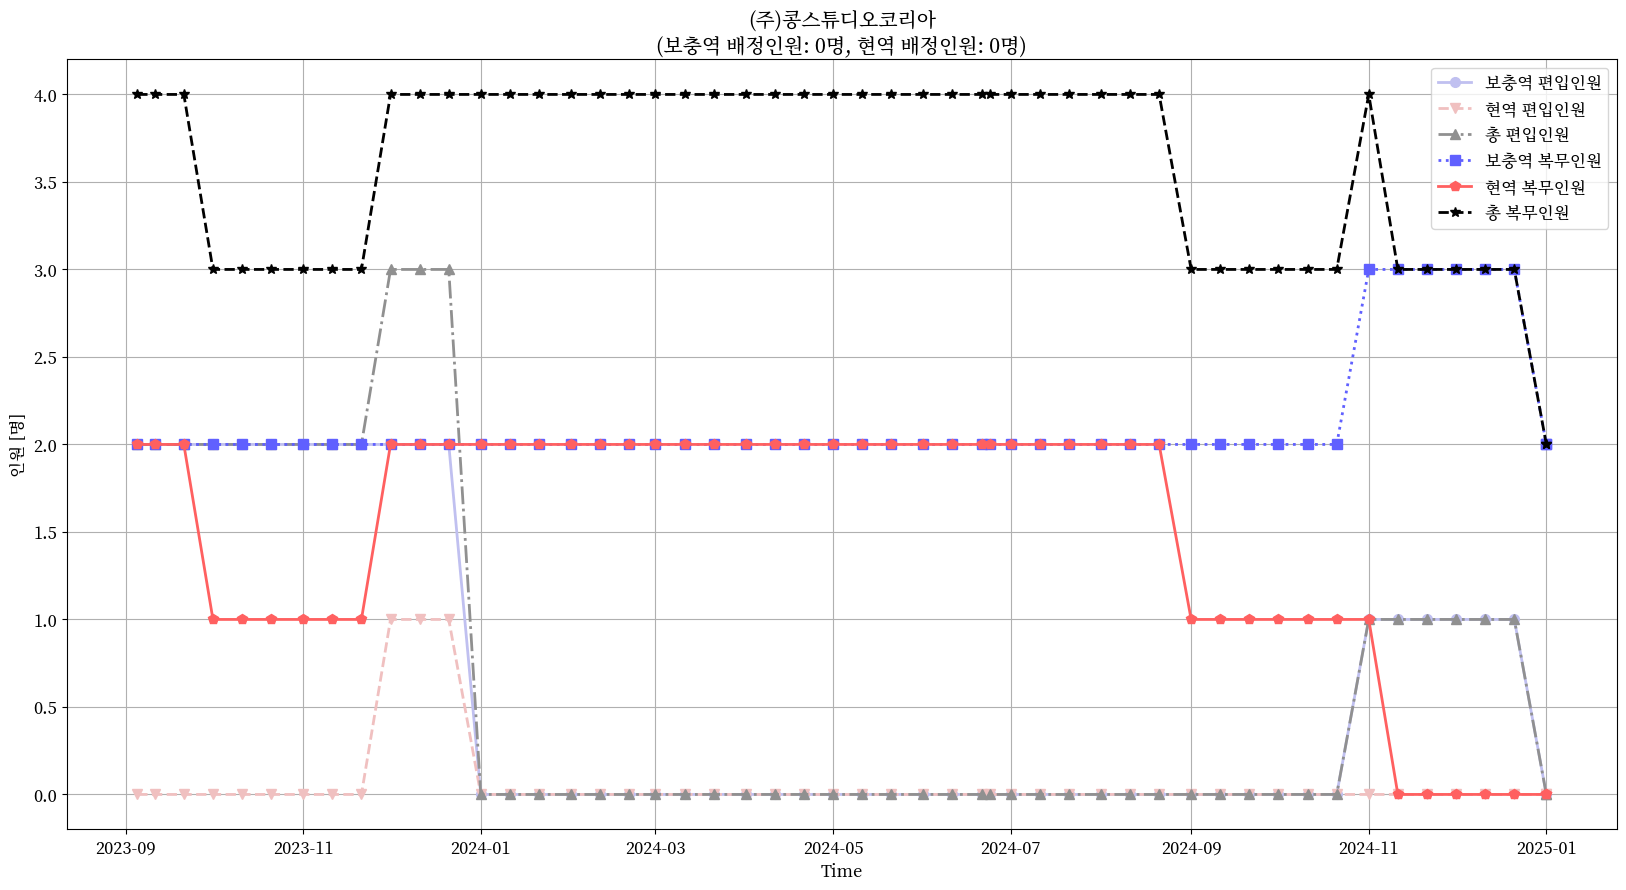 (주)콩스튜디오코리아
(보충역 배정인원: 0명, 현역 배정인원: 0명)
보충역 편입인원
현역 편입인원
총 편입인원
보충역 복무인원
현역 복무인원
총 복무인원
인원 [명]
4.0
3.5
3.0
2.5
2.0
1.5
1.0
0.5
0.0
2023-09 2023-11 2024-01 2024-03 2024-05 2024-07 2024-09 2024-11 2025-01
Time